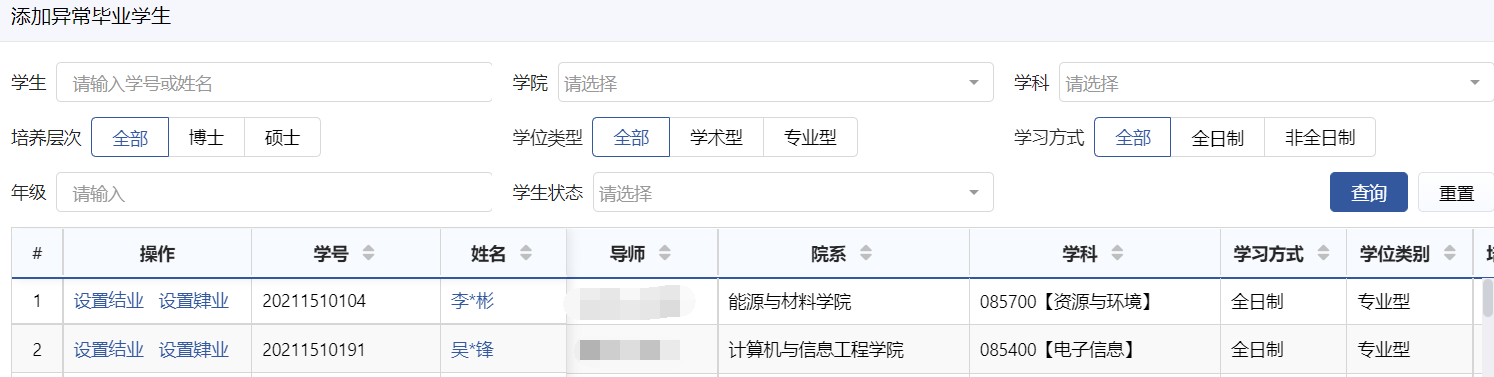 添加异常毕业学生
学生 请输入学号或姓名 学院 请选择 学科 请选择
培养层次 全部 博士 硕士 学位类型 全部 学术型 专业型 学习方式 全部 全日制 非全日制
年级 请输入 学生状态 请选择 查询 重置
# 操作 学号 姓名 导师 院系 学科 学习方式 学位类别
1 设置结业 设置肄业 20211510104 李*彬 能源与材料学院 085700【资源与环境】 全日制 专业型
2 设置结业 设置肄业 20211510191 吴*锋 计算机与信息工程学院 085400【电子信息】 全日制 专业型